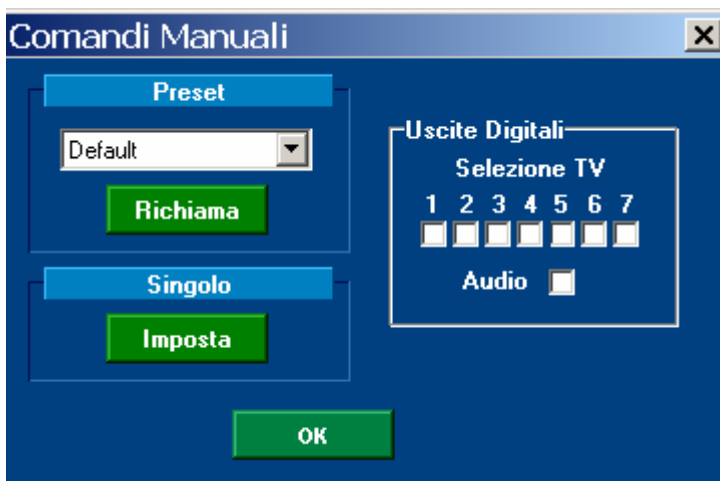 Comandi Manuali
Preset
Default
Richiama
Singolo
Imposta
Uscite Digitali
Selezione TV
1 2 3 4 5 6 7
Audio
OK